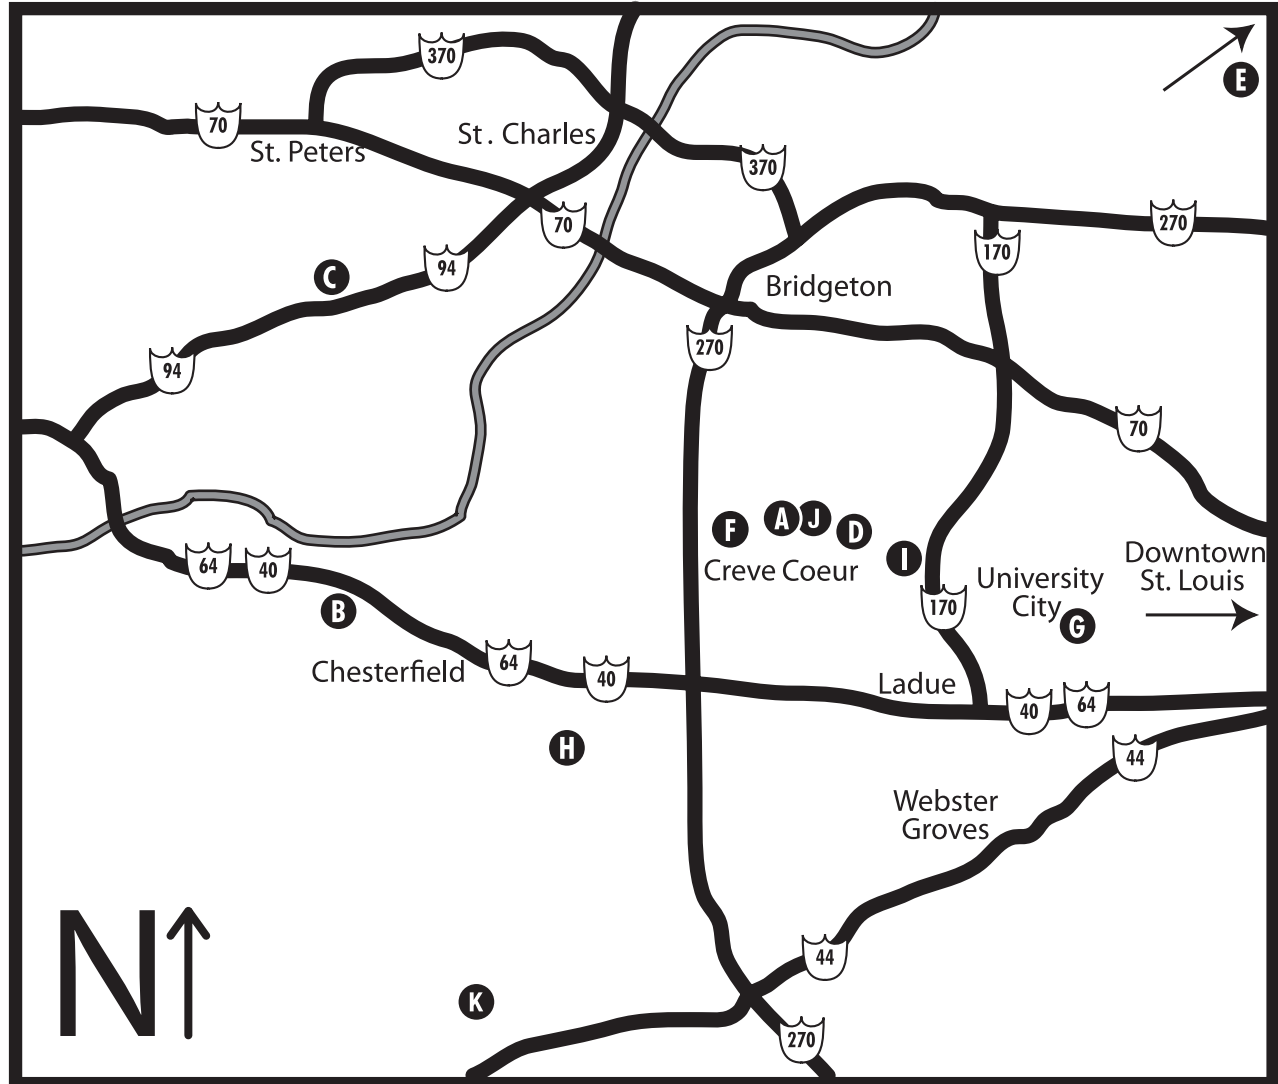 370
E
70
St. Charles
St. Peters
370
70
270
170
94
C
Bridgeton
270
94
70
F
A
J
D
I
Downtown
St. Louis
Creve Coeur
University
City
64
40
B
170
G
Chesterfield
64
40
Ladue
40
64
H
44
Webster
Groves
N
44
K
270